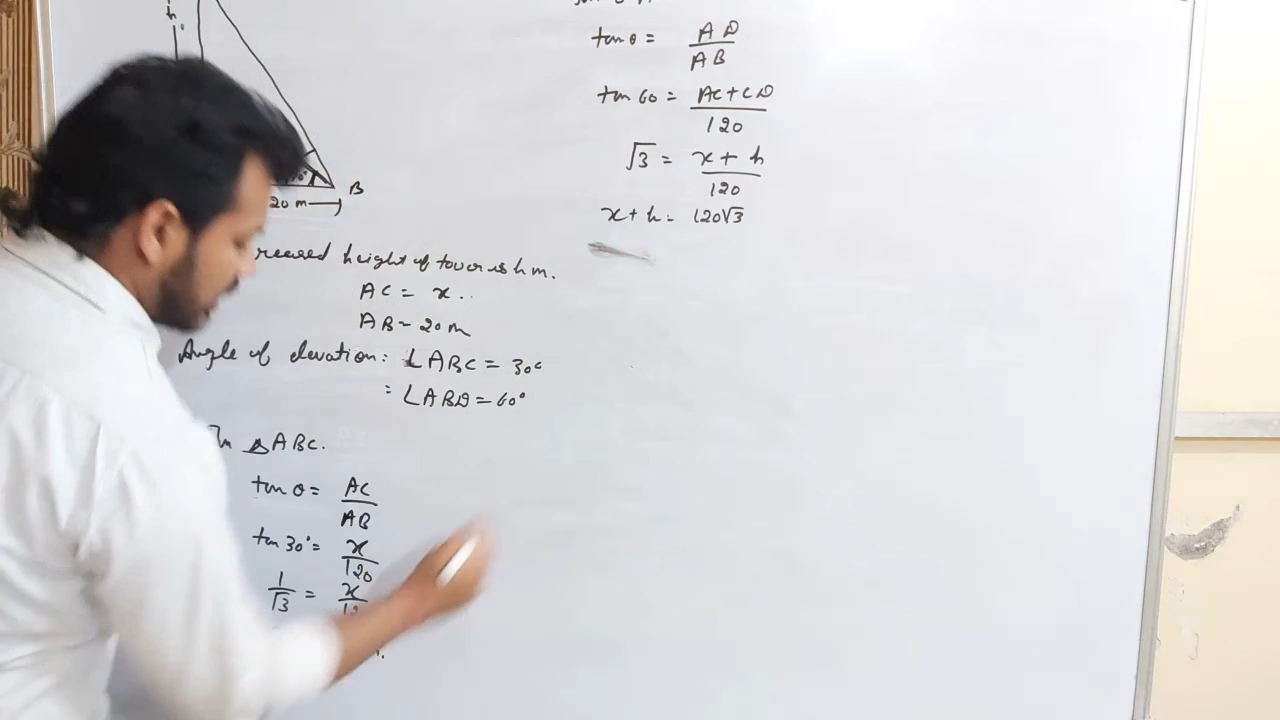 h
B
20 m
reased height of tower is h m.
AC = x ..
AB = 20 m
Angle of elevation: ∠ABC = 30°
: ∠ABD = 60°
In △ABC.
tan θ = AC
AB
tan 30° = x
120
1 = x
√3
tan θ = AD
AB
tan 60 = AC + CD
120
√3 = x + h
120
x + h = 120√3